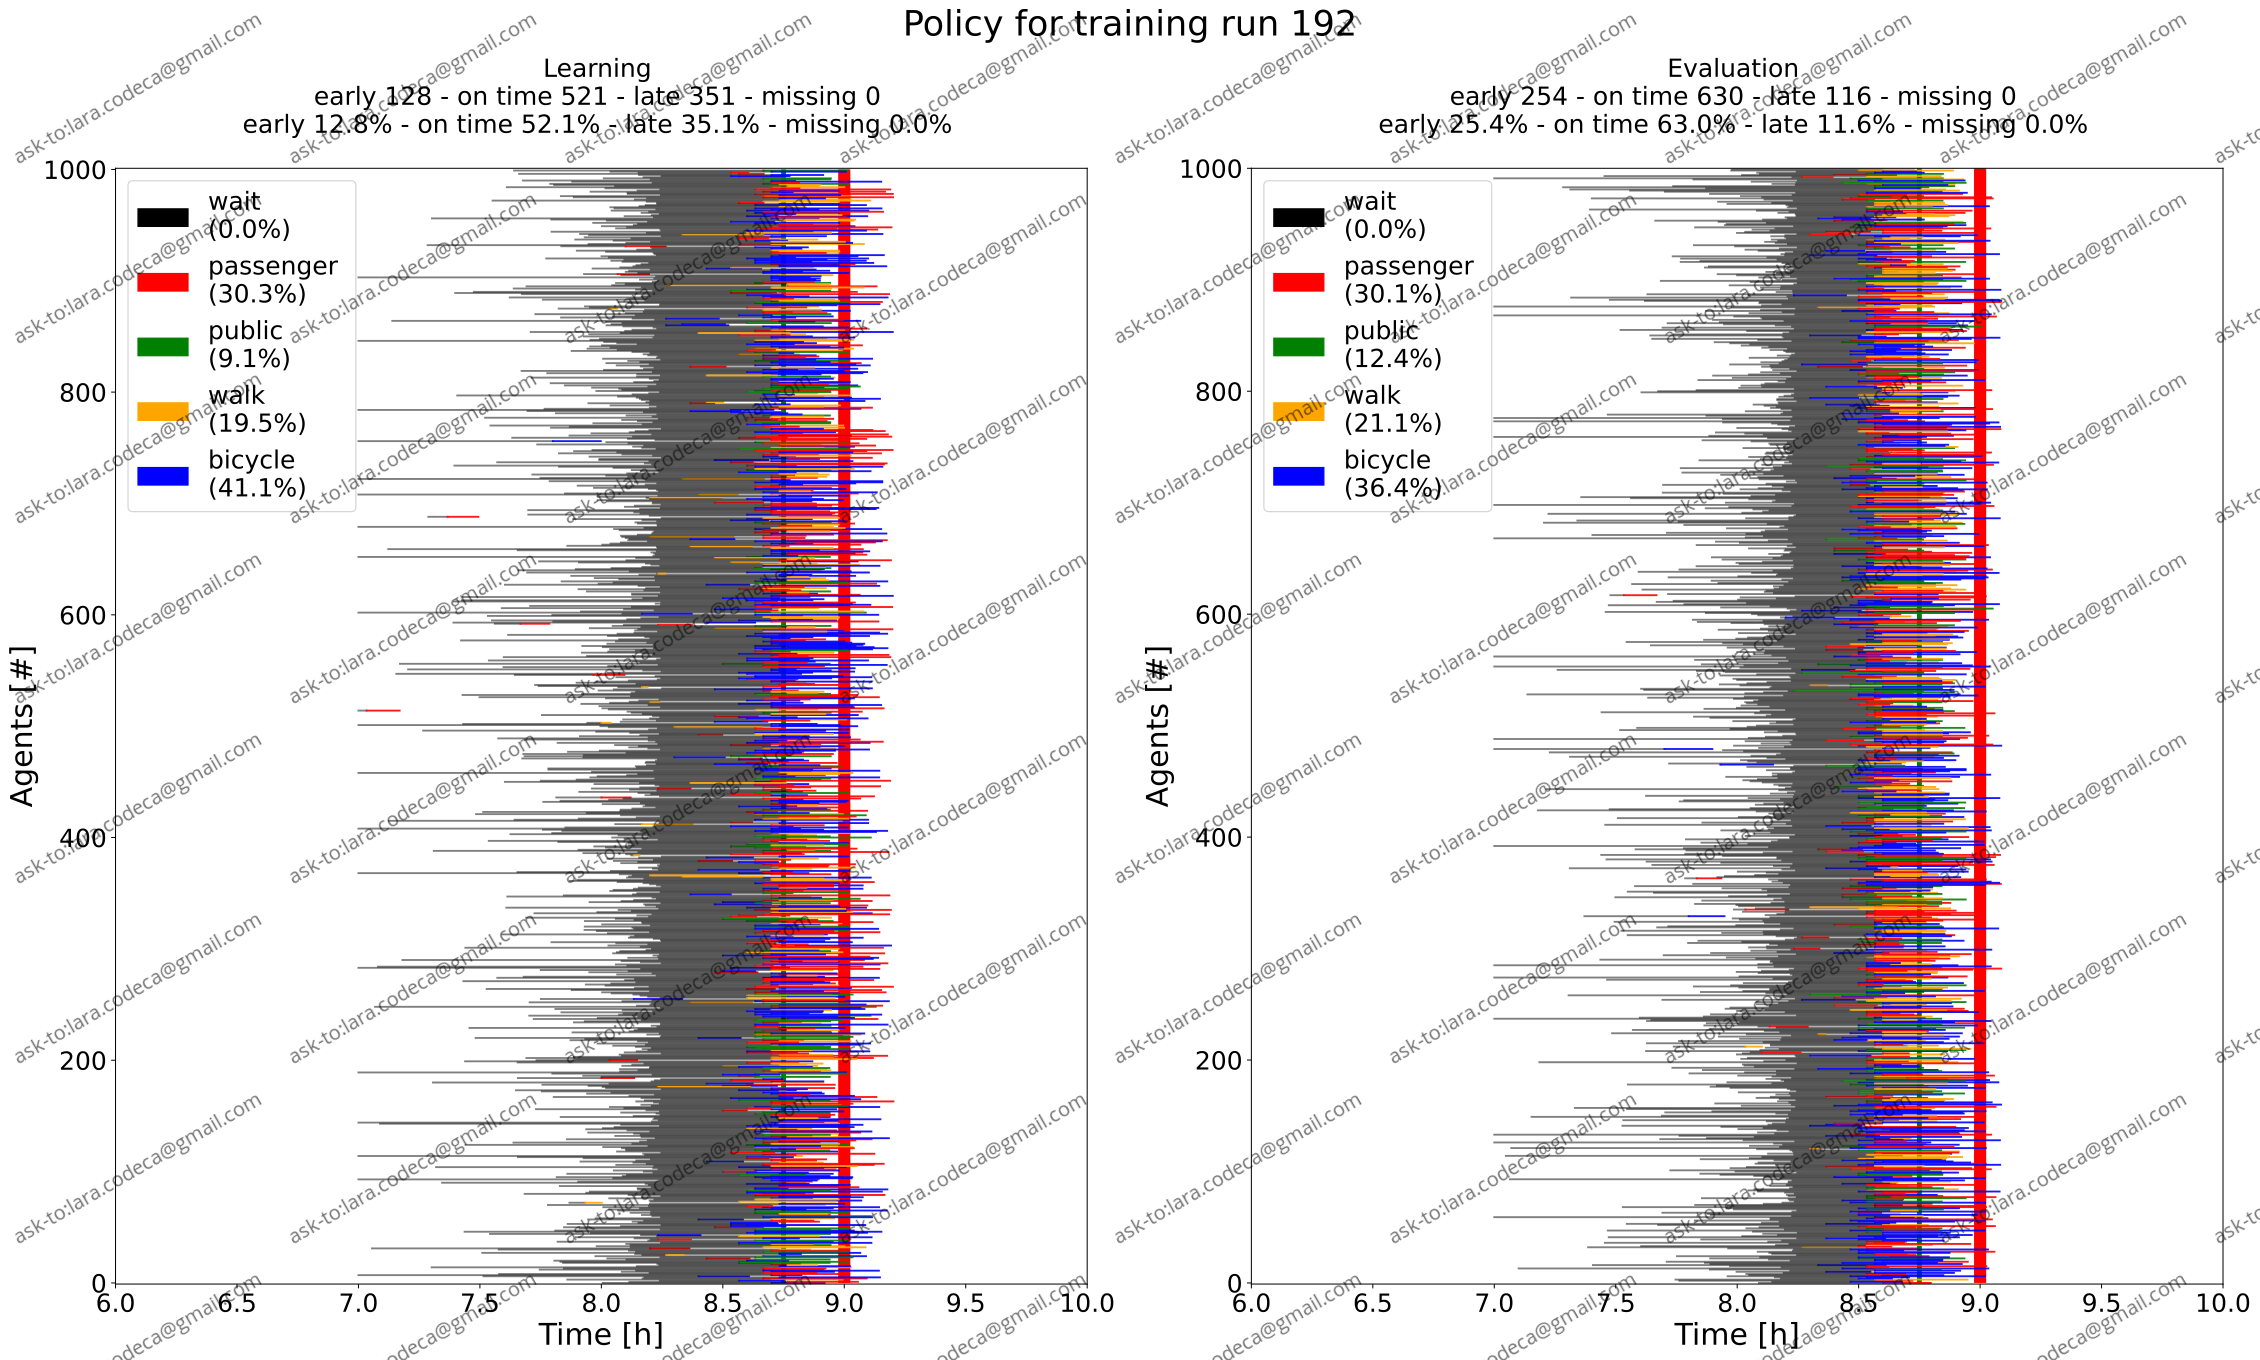 Policy for training run 192
Learning
early 128 - on time 521 - late 351 - missing 0
early 12.8% - on time 52.1% - late 35.1% - missing 0.0%
Evaluation
early 254 - on time 630 - late 116 - missing 0
early 25.4% - on time 63.0% - late 11.6% - missing 0.0%
1000
800
600
400
200
0
Agents [#]
wait
(0.0%)
passenger
(30.3%)
public
(9.1%)
walk
(19.5%)
bicycle
(41.1%)
6.0 6.5 7.0 7.5 8.0 8.5 9.0 9.5 10.0
Time [h]
1000
800
600
400
200
0
Agents [#]
wait
(0.0%)
passenger
(30.1%)
public
(12.4%)
walk
(21.1%)
bicycle
(36.4%)
6.0 6.5 7.0 7.5 8.0 8.5 9.0 9.5 10.0
Time [h]
ask-to:lara.codeca@gmail.com